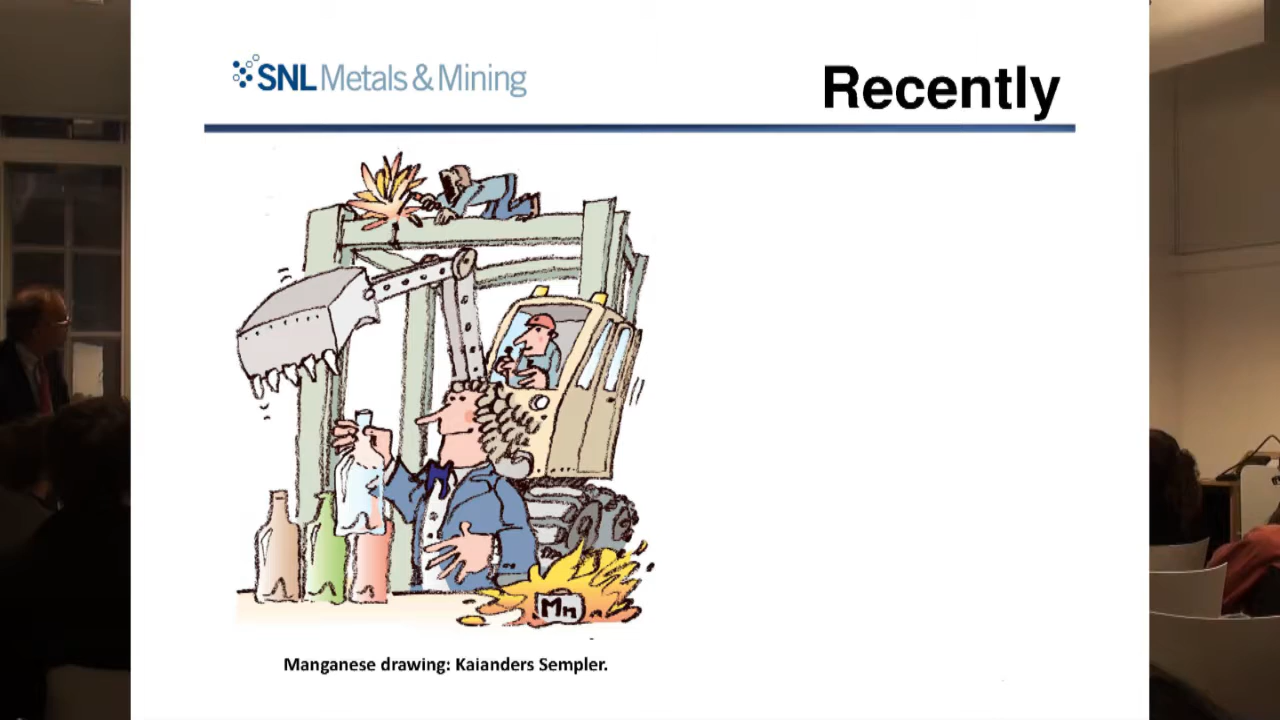 SNL Metals & Mining
Recently
Mn
Manganese drawing: Kaianders Sempler.